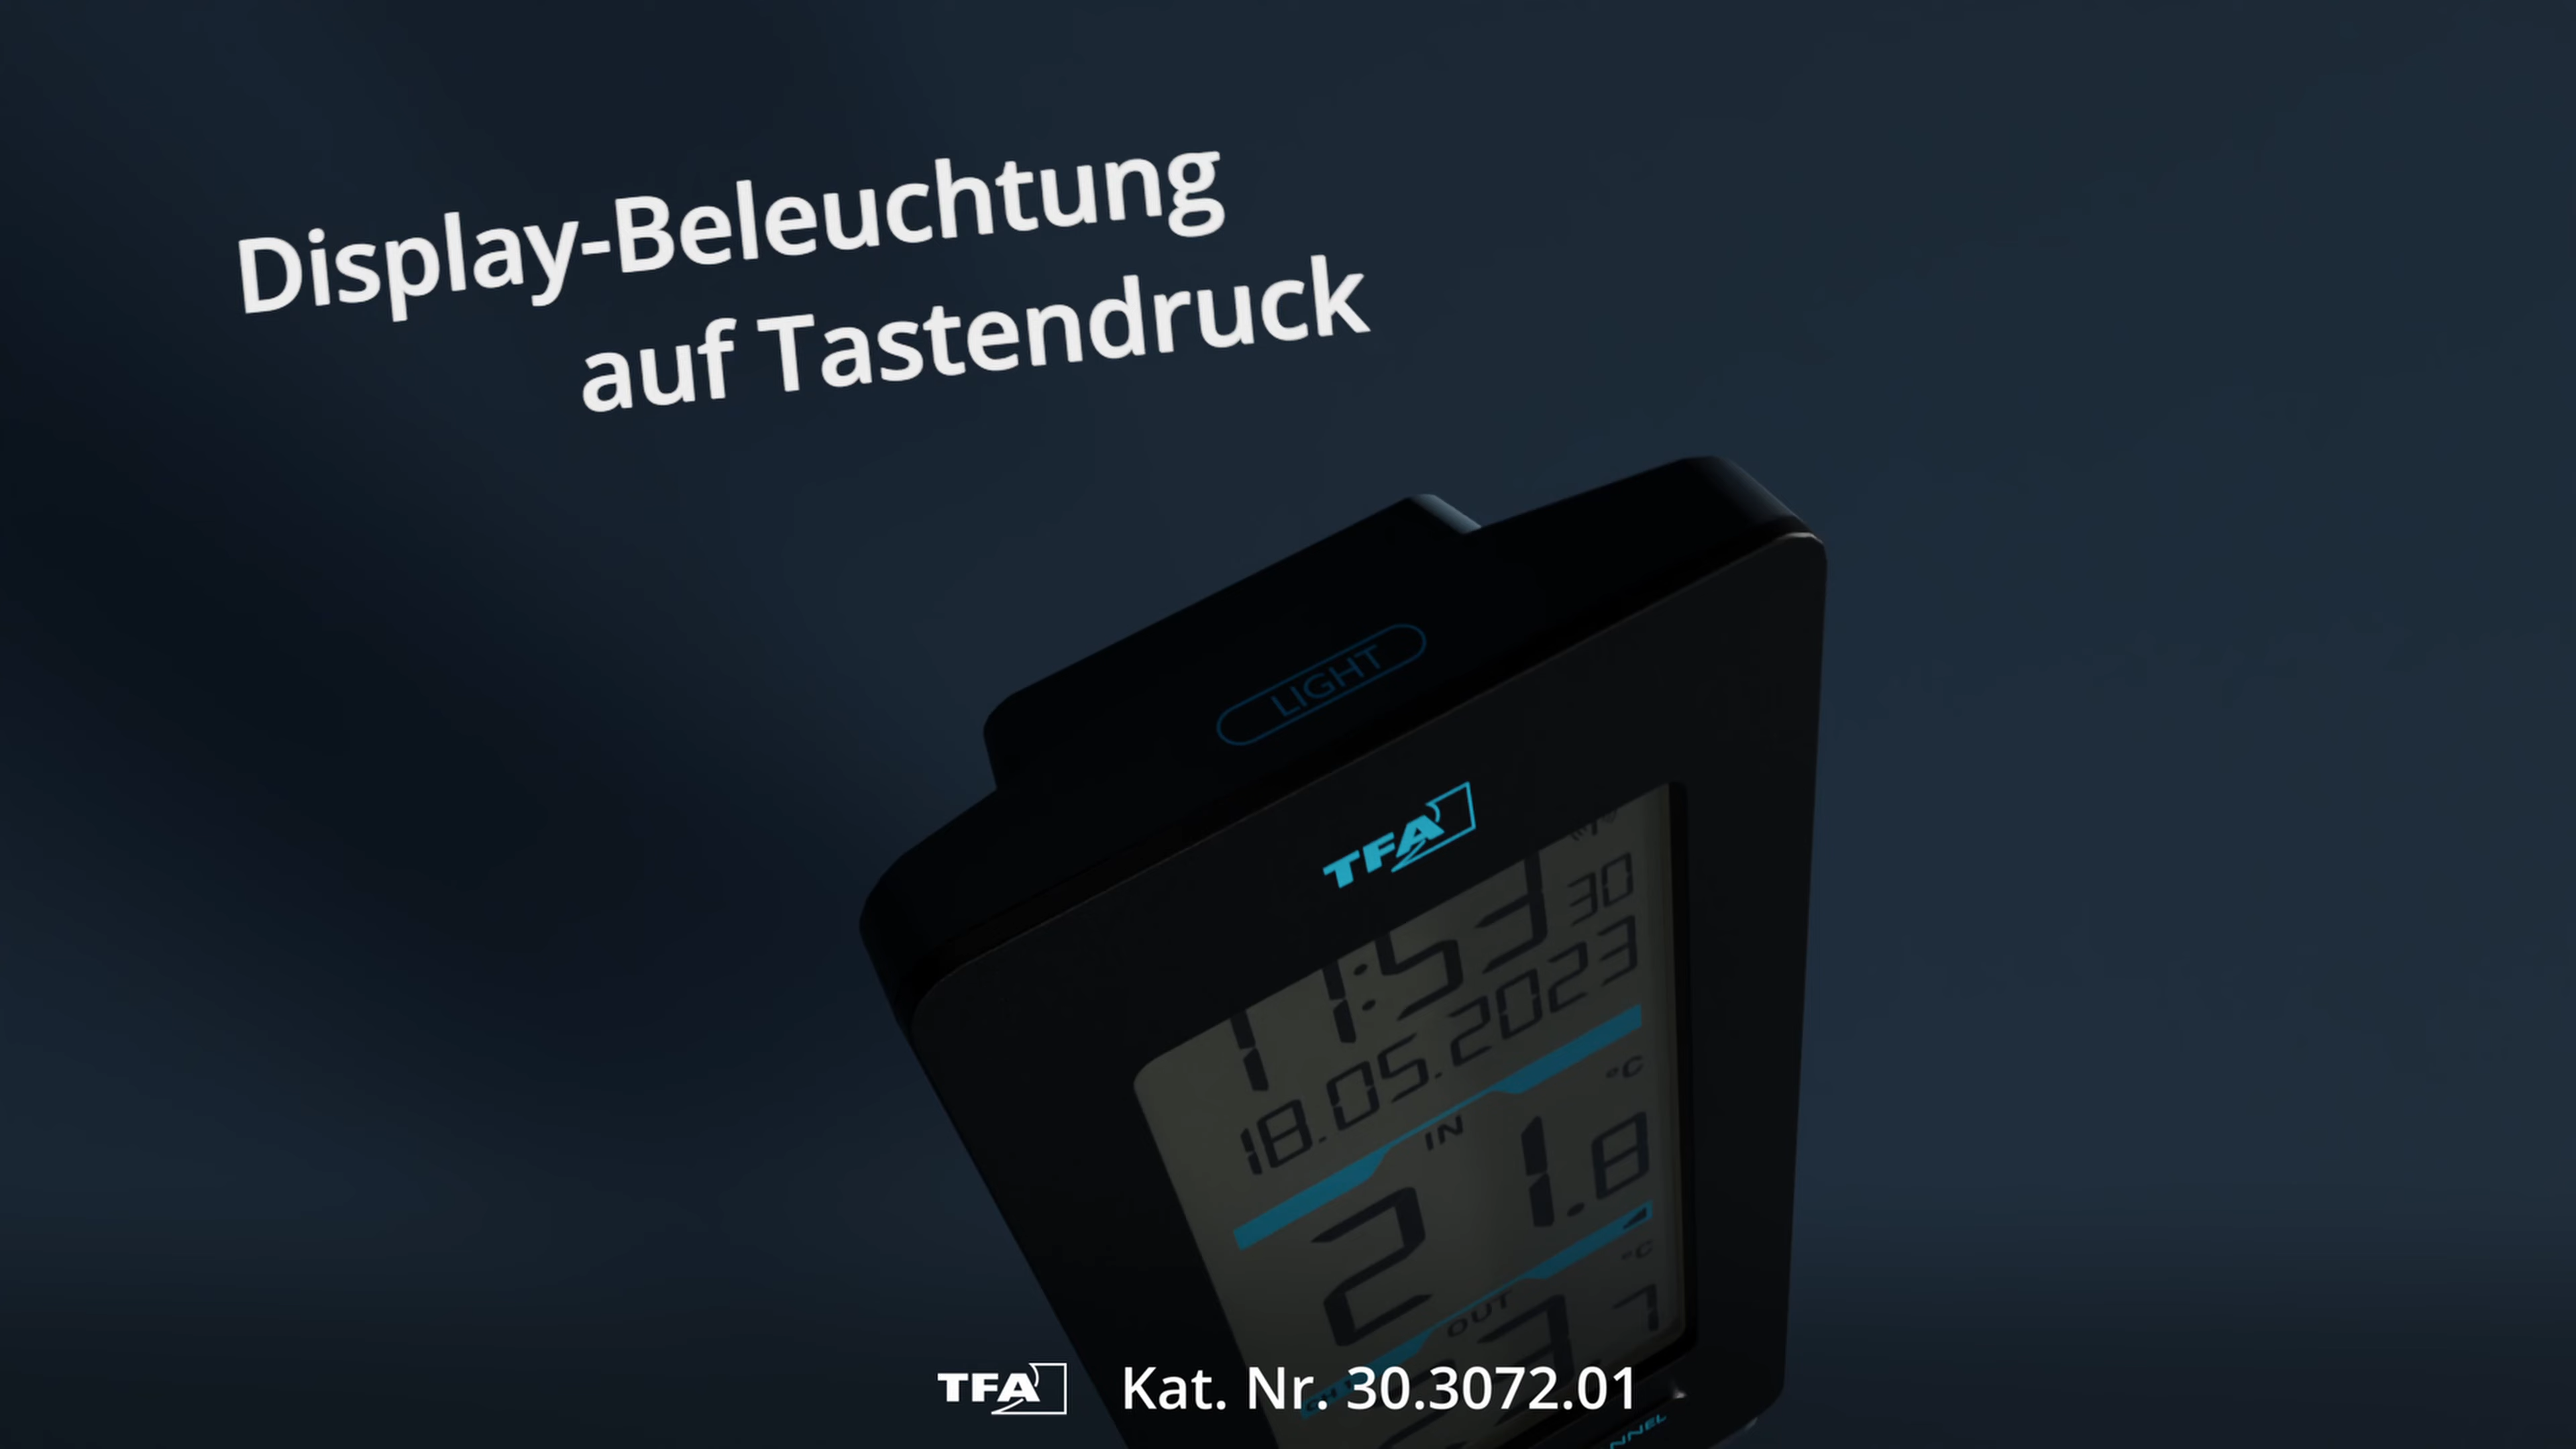 Display-Beleuchtung
auf Tastendruck
LIGHT
TFA
11:53 30
18.05.2023
°C
IN
21.8
°C
OUT
TFA Kat. Nr. 30.3072.01